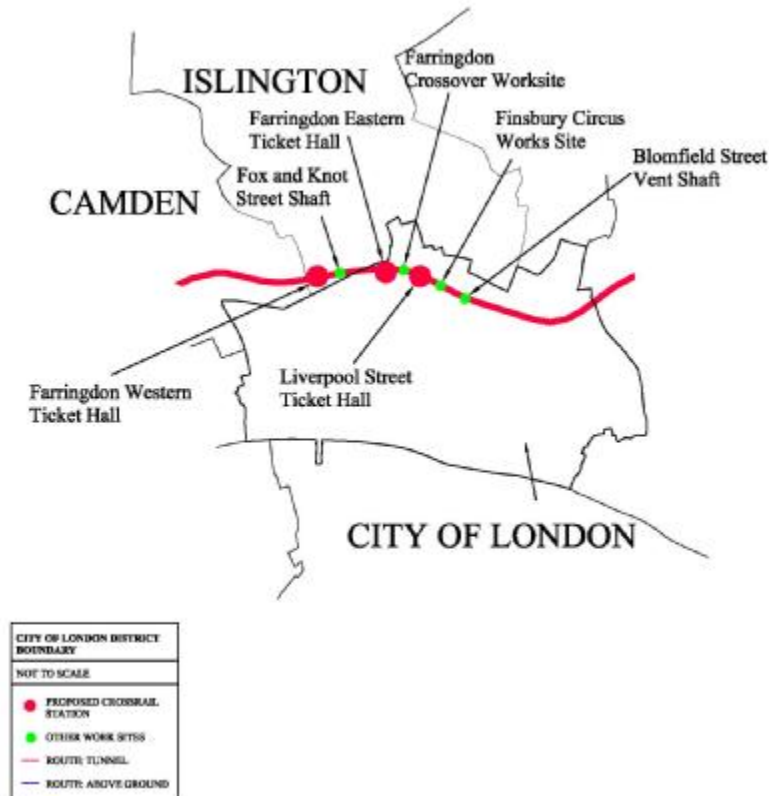 Farringdon
Crossover Worksite
ISLINGTON
Farringdon Eastern
Ticket Hall
Finsbury Circus
Works Site
Blomfield Street
Vent Shaft
Fox and Knot
Street Shaft
CAMDEN
Farringdon Western
Ticket Hall
Liverpool Street
Ticket Hall
CITY OF LONDON
CITY OF LONDON DISTRICT
BOUNDARY
NOT TO SCALE
PROPOSED CROSSRAIL
STATION
OTHER WORK SITES
ROUTE: TUNNEL
ROUTE: ABOVE GROUND